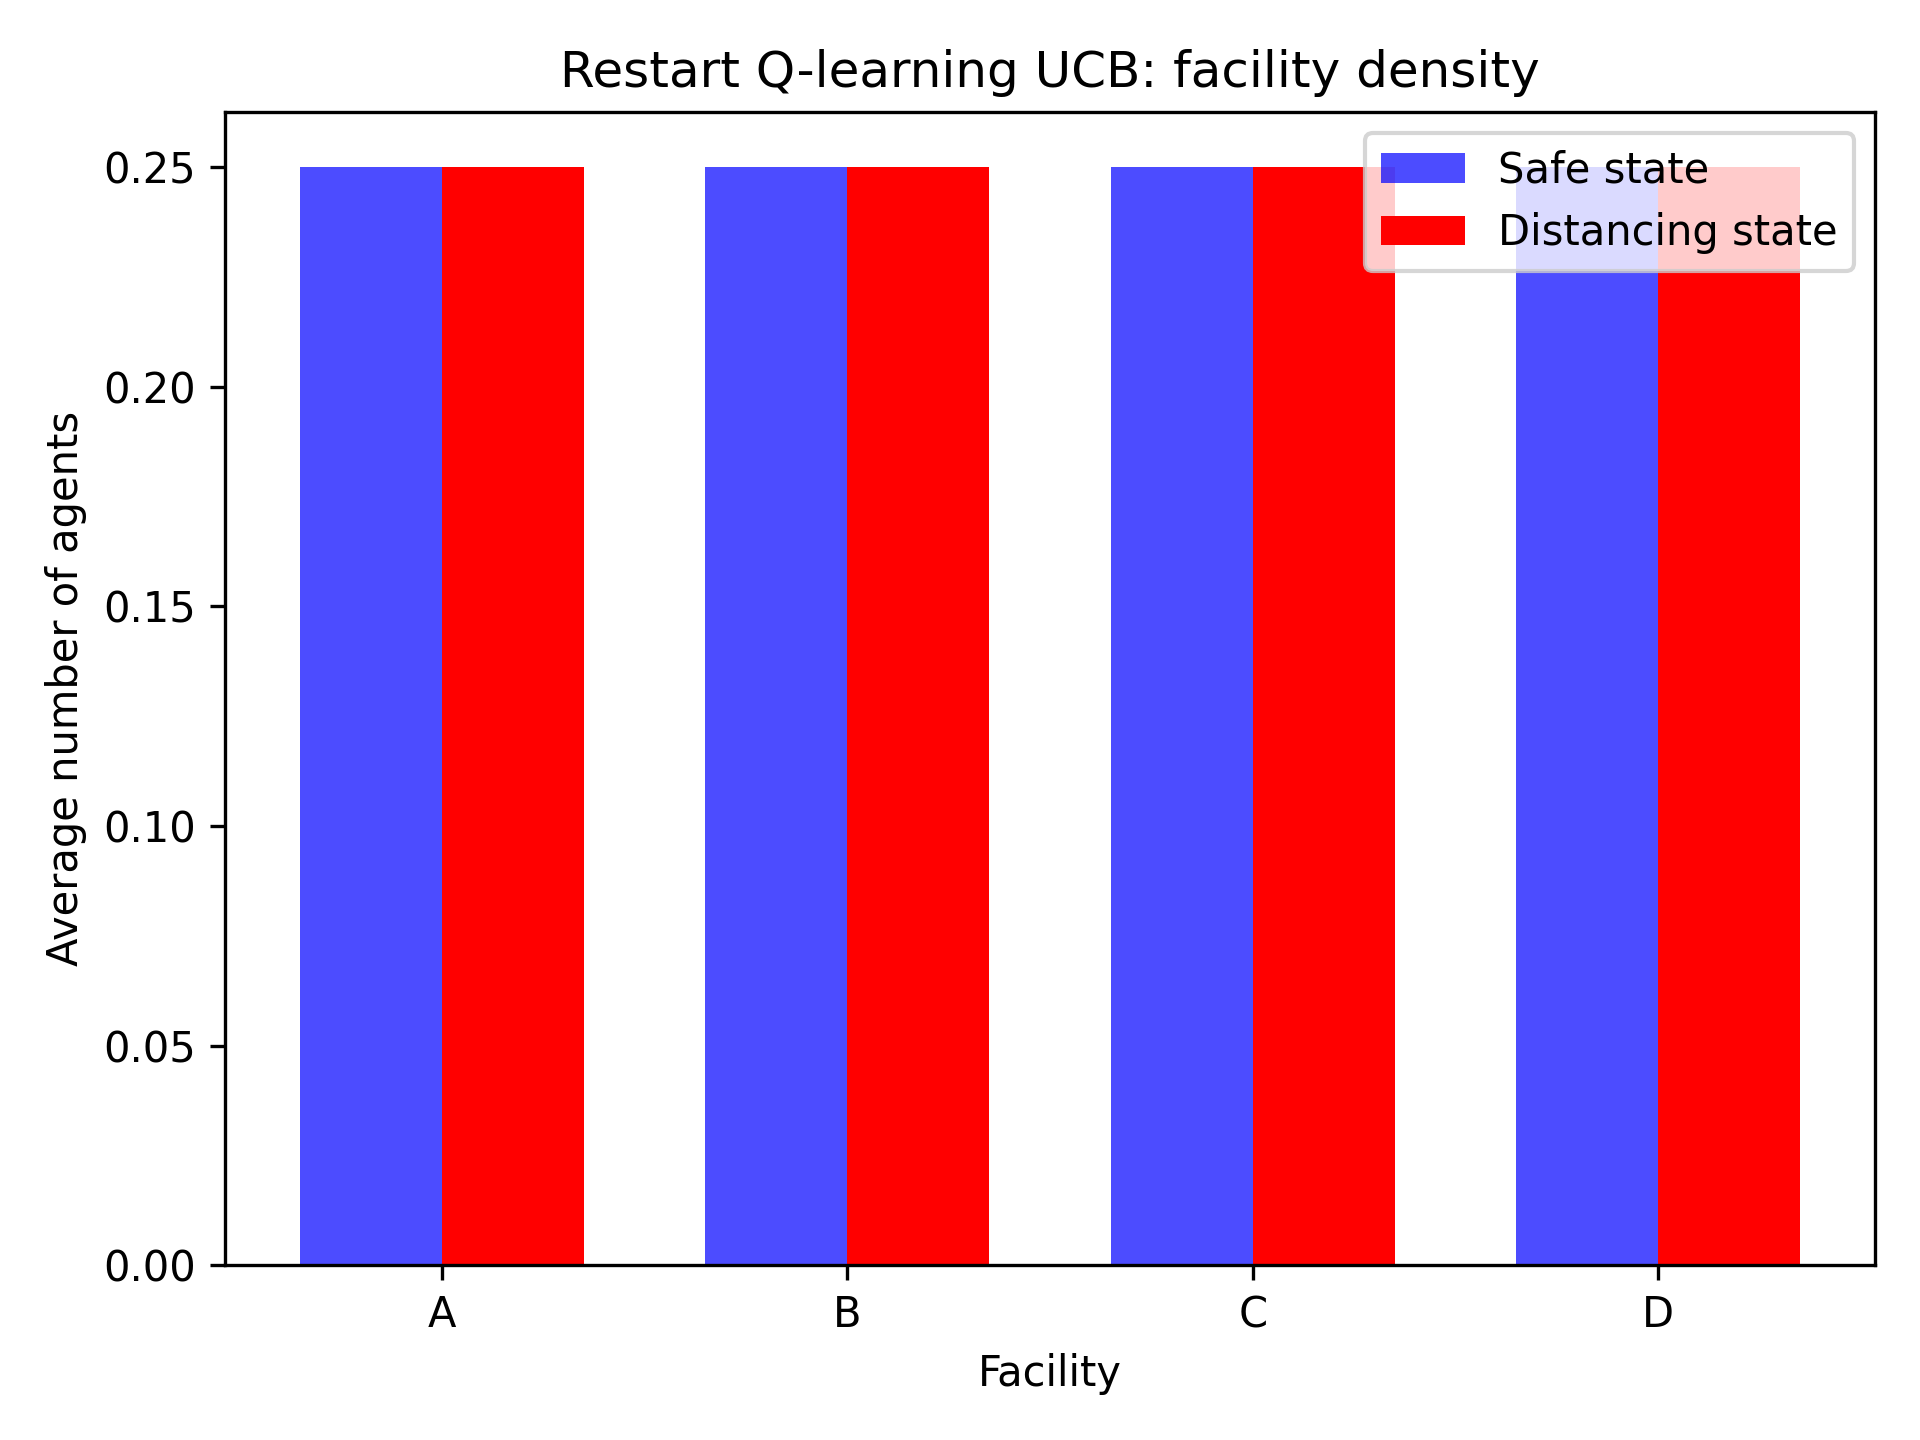 Restart Q-learning UCB: facility density
Safe state
Distancing state
Average number of agents
0.25
0.20
0.15
0.10
0.05
0.00
A
B
C
D
Facility